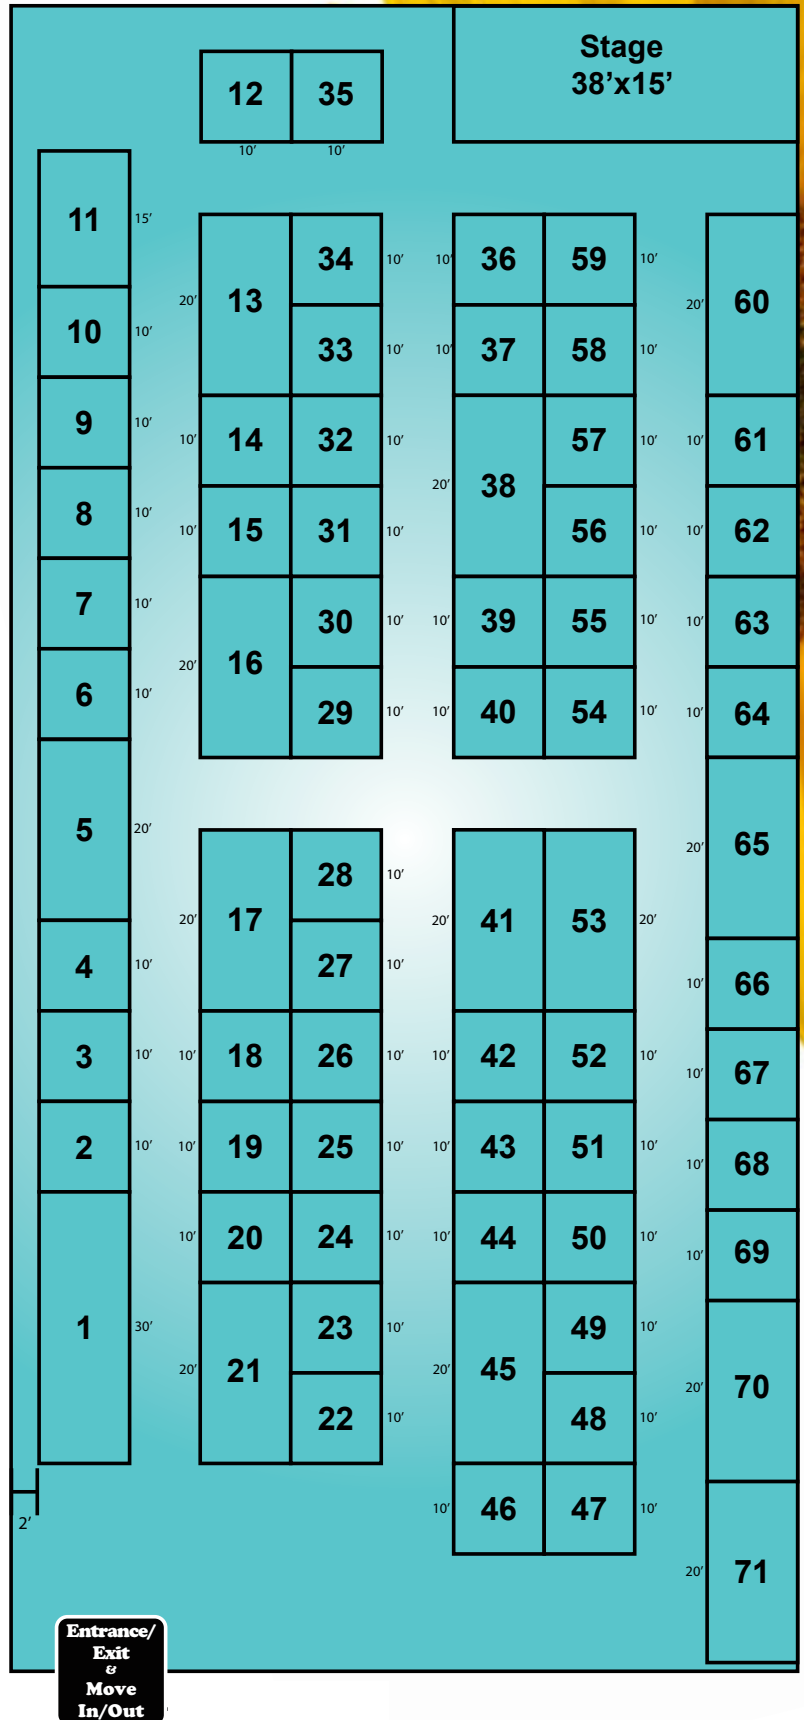 Stage
38’x15’
12 35
10’ 10’
11 15’
34 10’ 10’ 36 59 10’
20’ 13 20’ 60
10 10’
33 10’ 10’ 37 58 10’
9 10’
10’ 14 32 10’ 57 10’ 10’ 61
20’ 38
8 10’
10’ 15 31 10’ 56 10’ 10’ 62
7 10’
30 10’ 10’ 39 55 10’ 10’ 63
20’ 16
6 10’
29 10’ 10’ 40 54 10’ 10’ 64
5 20’
20’ 65
28 10’
20’ 17 20’ 41 53 20’
4 10’
27 10’
10’ 66
3 10’ 10’ 18 26 10’ 10’ 42 52 10’
10’ 67
2 10’ 10’ 19 25 10’ 10’ 43 51 10’
10’ 68
10’ 20 24 10’ 10’ 44 50 10’
10’ 69
1 30’
23 10’ 49 10’
20’ 21 20’ 45
20’ 70
22 10’ 48 10’
10’ 46 47 10’
2’
20’ 71
Entrance/
Exit
&
Move
In/Out